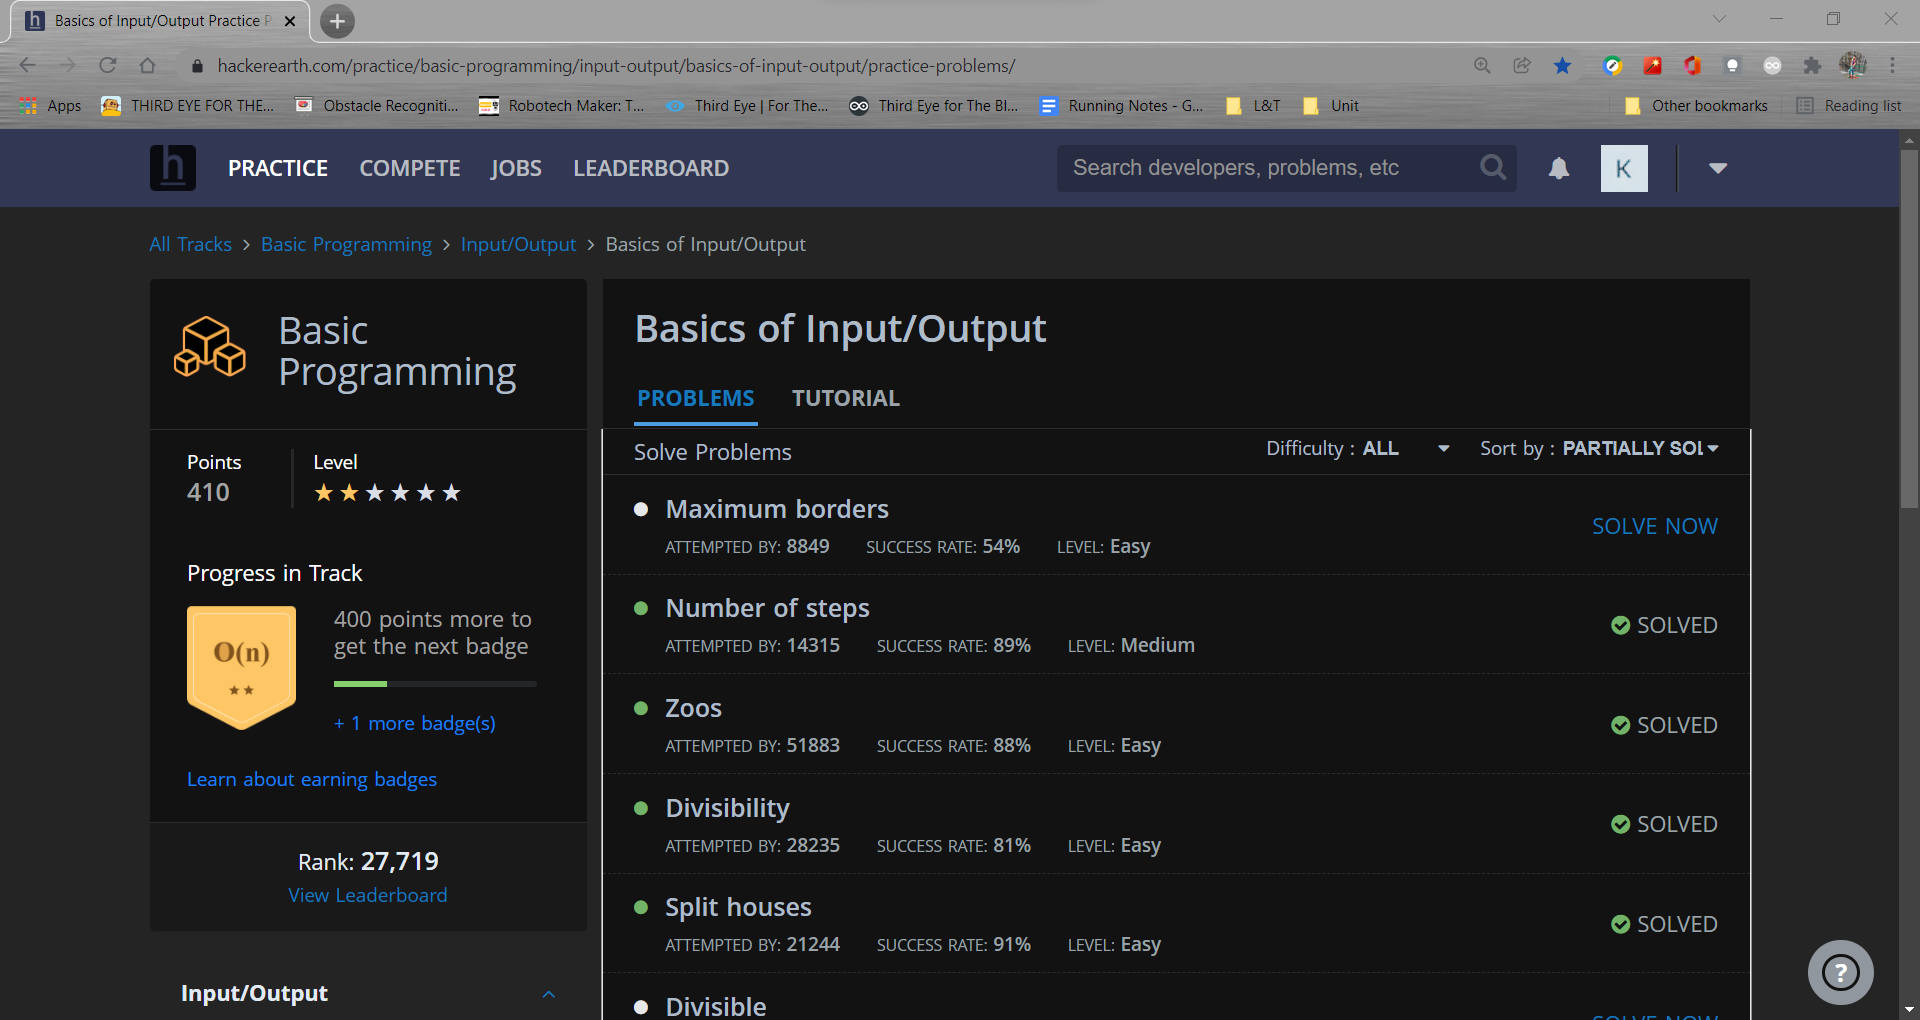 Basics of Input/Output Practice P
hackerearth.com/practice/basic-programming/input-output/basics-of-input-output/practice-problems/
Apps THIRD EYE FOR THE... Obstacle Recogniti... Robotech Maker: T... Third Eye | For The... Third Eye for The Bl... Running Notes - G... L&T Unit Other bookmarks Reading list
h PRACTICE COMPETE JOBS LEADERBOARD Search developers, problems, etc K
All Tracks > Basic Programming > Input/Output > Basics of Input/Output
Basic
Programming
Points Level
410
Progress in Track
O(n)
400 points more to
get the next badge
+ 1 more badge(s)
Learn about earning badges
Rank: 27,719
View Leaderboard
Input/Output
Basics of Input/Output
PROBLEMS TUTORIAL
Solve Problems Difficulty : ALL Sort by : PARTIALLY SOL
Maximum borders
ATTEMPTED BY: 8849 SUCCESS RATE: 54% LEVEL: Easy
SOLVE NOW
Number of steps
ATTEMPTED BY: 14315 SUCCESS RATE: 89% LEVEL: Medium
SOLVED
Zoos
ATTEMPTED BY: 51883 SUCCESS RATE: 88% LEVEL: Easy
SOLVED
Divisibility
ATTEMPTED BY: 28235 SUCCESS RATE: 81% LEVEL: Easy
SOLVED
Split houses
ATTEMPTED BY: 21244 SUCCESS RATE: 91% LEVEL: Easy
SOLVED
Divisible
SOLVE NOW
?